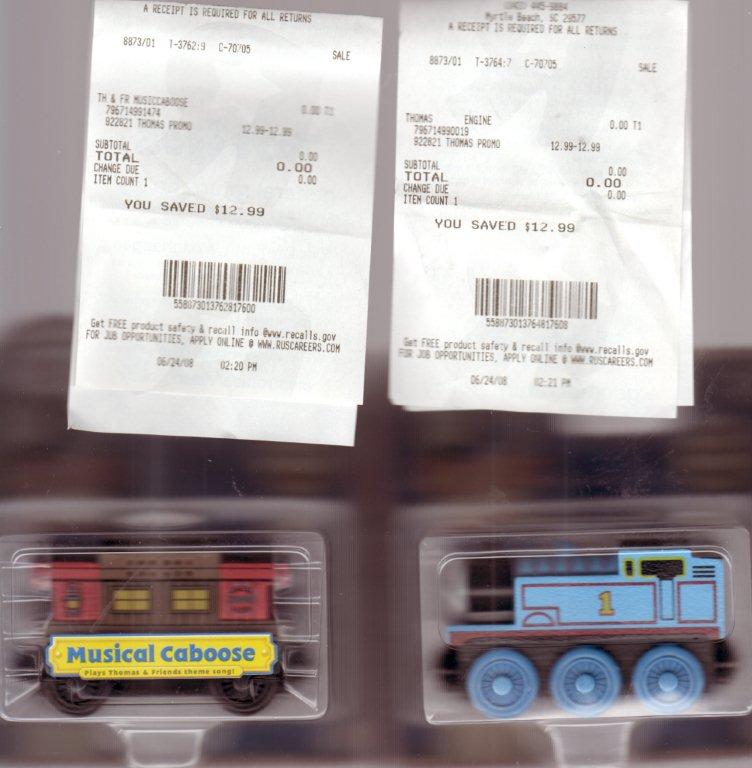 A RECEIPT IS REQUIRED FOR ALL RETURNS
8873/01 T-3762:9 C-70705
SALE
TH & FR MUSICCABOOSE 0.00 T1
796714991474
922821 THOMAS PROMO 12.99-12.99
SUBTOTAL 0.00
TOTAL 0.00
CHANGE DUE 0.00
ITEM COUNT 1
YOU SAVED $12.99
558873013762817600
Get FREE product safety & recall info @www.recalls.gov
FOR JOB OPPORTUNITIES, APPLY ONLINE @ WWW.RUSCAREERS.COM
06/24/08 02:20 PM
Myrtle Beach, SC 29577
A RECEIPT IS REQUIRED FOR ALL RETURNS
8873/01 T-3764:7 C-70705
SALE
THOMAS ENGINE 0.00 T1
796714990019
922821 THOMAS PROMO 12.99-12.99
SUBTOTAL 0.00
TOTAL 0.00
CHANGE DUE 0.00
ITEM COUNT 1
YOU SAVED $12.99
558873013764817608
Get FREE product safety & recall info @www.recalls.gov
FOR JOB OPPORTUNITIES, APPLY ONLINE @ WWW.RUSCAREERS.COM
06/24/08 02:21 PM
Musical Caboose
Plays Thomas & Friends theme song!
1